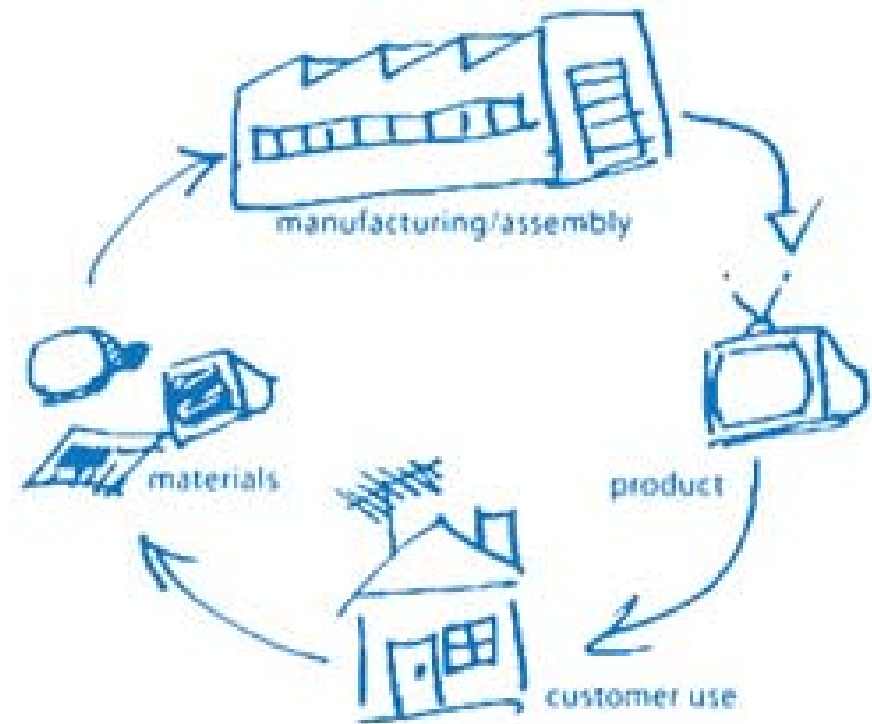 manufacturing/assembly
materials
product
customer use